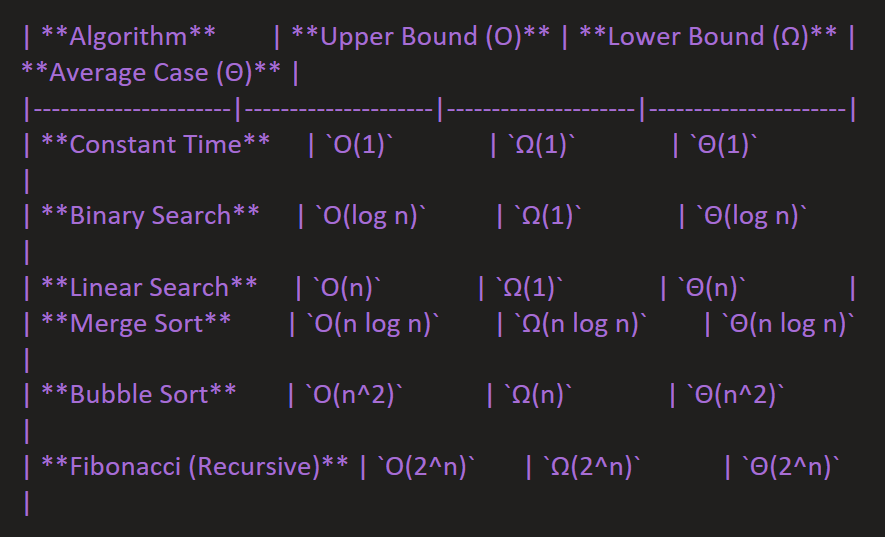 | **Algorithm** | **Upper Bound (O)** | **Lower Bound (Ω)** |
**Average Case (Θ)** |
|----------------------|---------------------|---------------------|----------------------|
| **Constant Time** | `O(1)` | `Ω(1)` | `Θ(1)`
|
| **Binary Search** | `O(log n)` | `Ω(1)` | `Θ(log n)`
|
| **Linear Search** | `O(n)` | `Ω(1)` | `Θ(n)` |
| **Merge Sort** | `O(n log n)` | `Ω(n log n)` | `Θ(n log n)`
|
| **Bubble Sort** | `O(n^2)` | `Ω(n)` | `Θ(n^2)`
|
| **Fibonacci (Recursive)** | `O(2^n)` | `Ω(2^n)` | `Θ(2^n)`
|